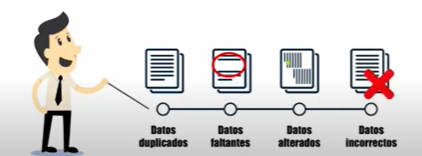 Datos duplicados
Datos faltantes
Datos alterados
Datos incorrectos